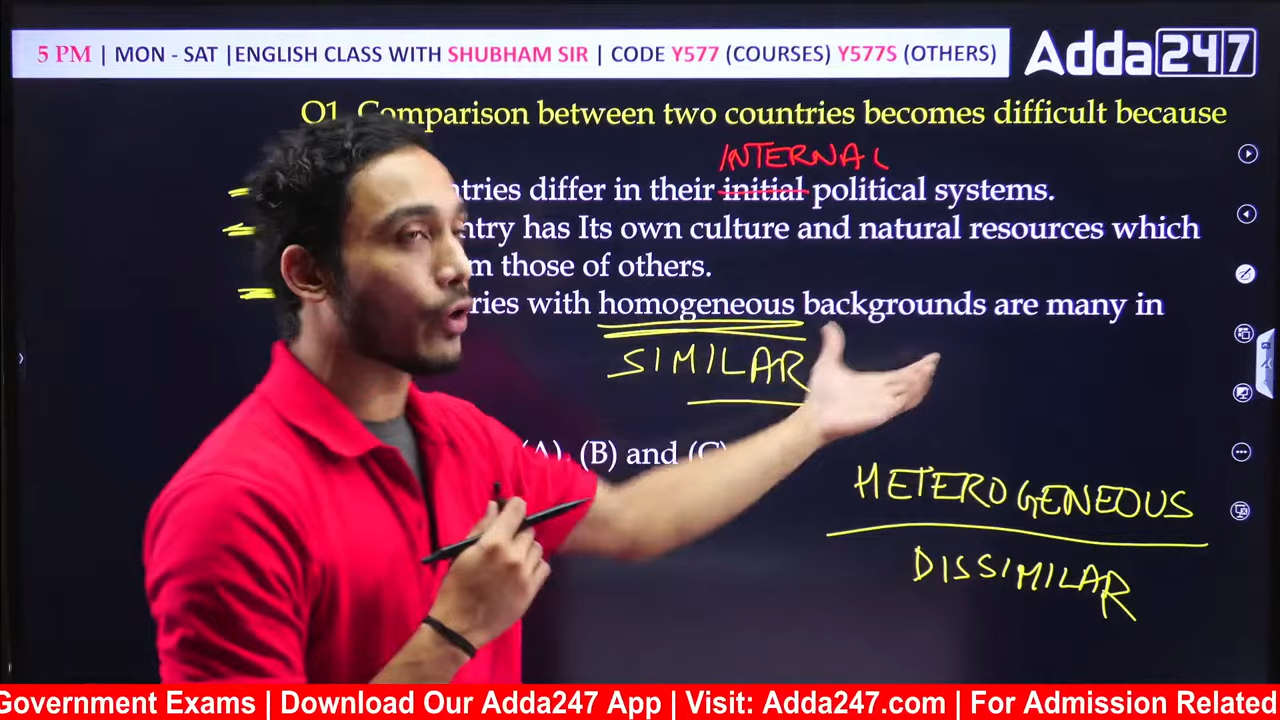 5 PM | MON - SAT |ENGLISH CLASS WITH SHUBHAM SIR | CODE Y577 (COURSES) Y577S (OTHERS)
Adda247
Q1. Comparison between two countries becomes difficult because
INTERNAL
differ in their initial political systems.
has Its own culture and natural resources which
those of others.
with homogeneous backgrounds are many in
SIMILAR
(A), (B) and (C)
HETEROGENEOUS
DISSIMILAR
Government Exams | Download Our Adda247 App | Visit: Adda247.com | For Admission Related